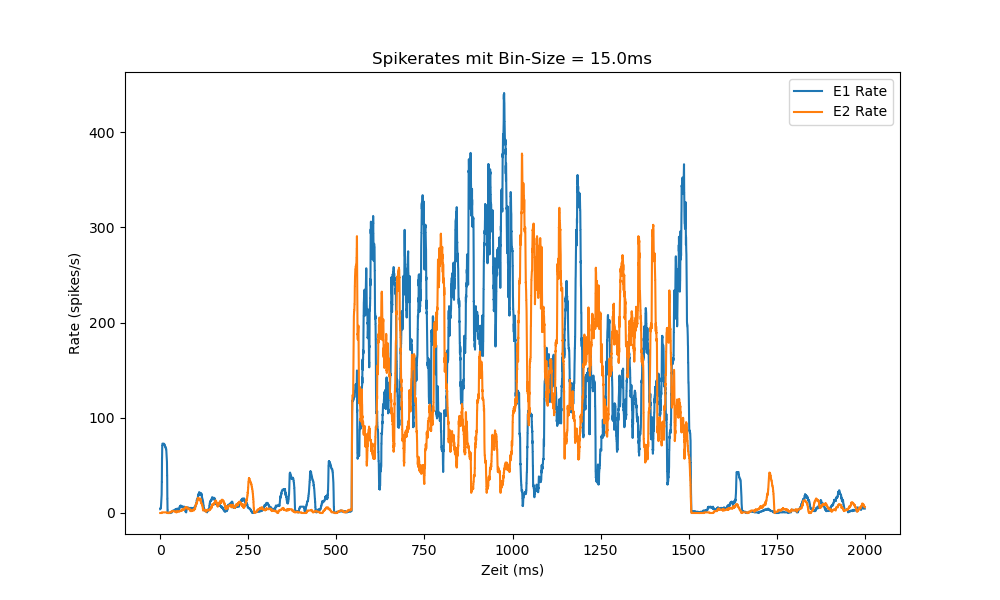 Spikerates mit Bin-Size = 15.0ms
E1 Rate
E2 Rate
400
300
200
100
0
Rate (spikes/s)
0 250 500 750 1000 1250 1500 1750 2000
Zeit (ms)